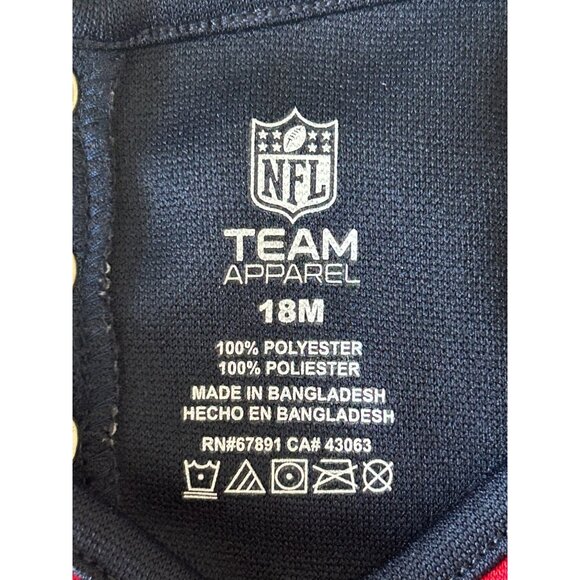 NFL
TEAM
APPAREL
18M
100% POLYESTER
100% POLIESTER
MADE IN BANGLADESH
HECHO EN BANGLADESH
RN#67891 CA# 43063